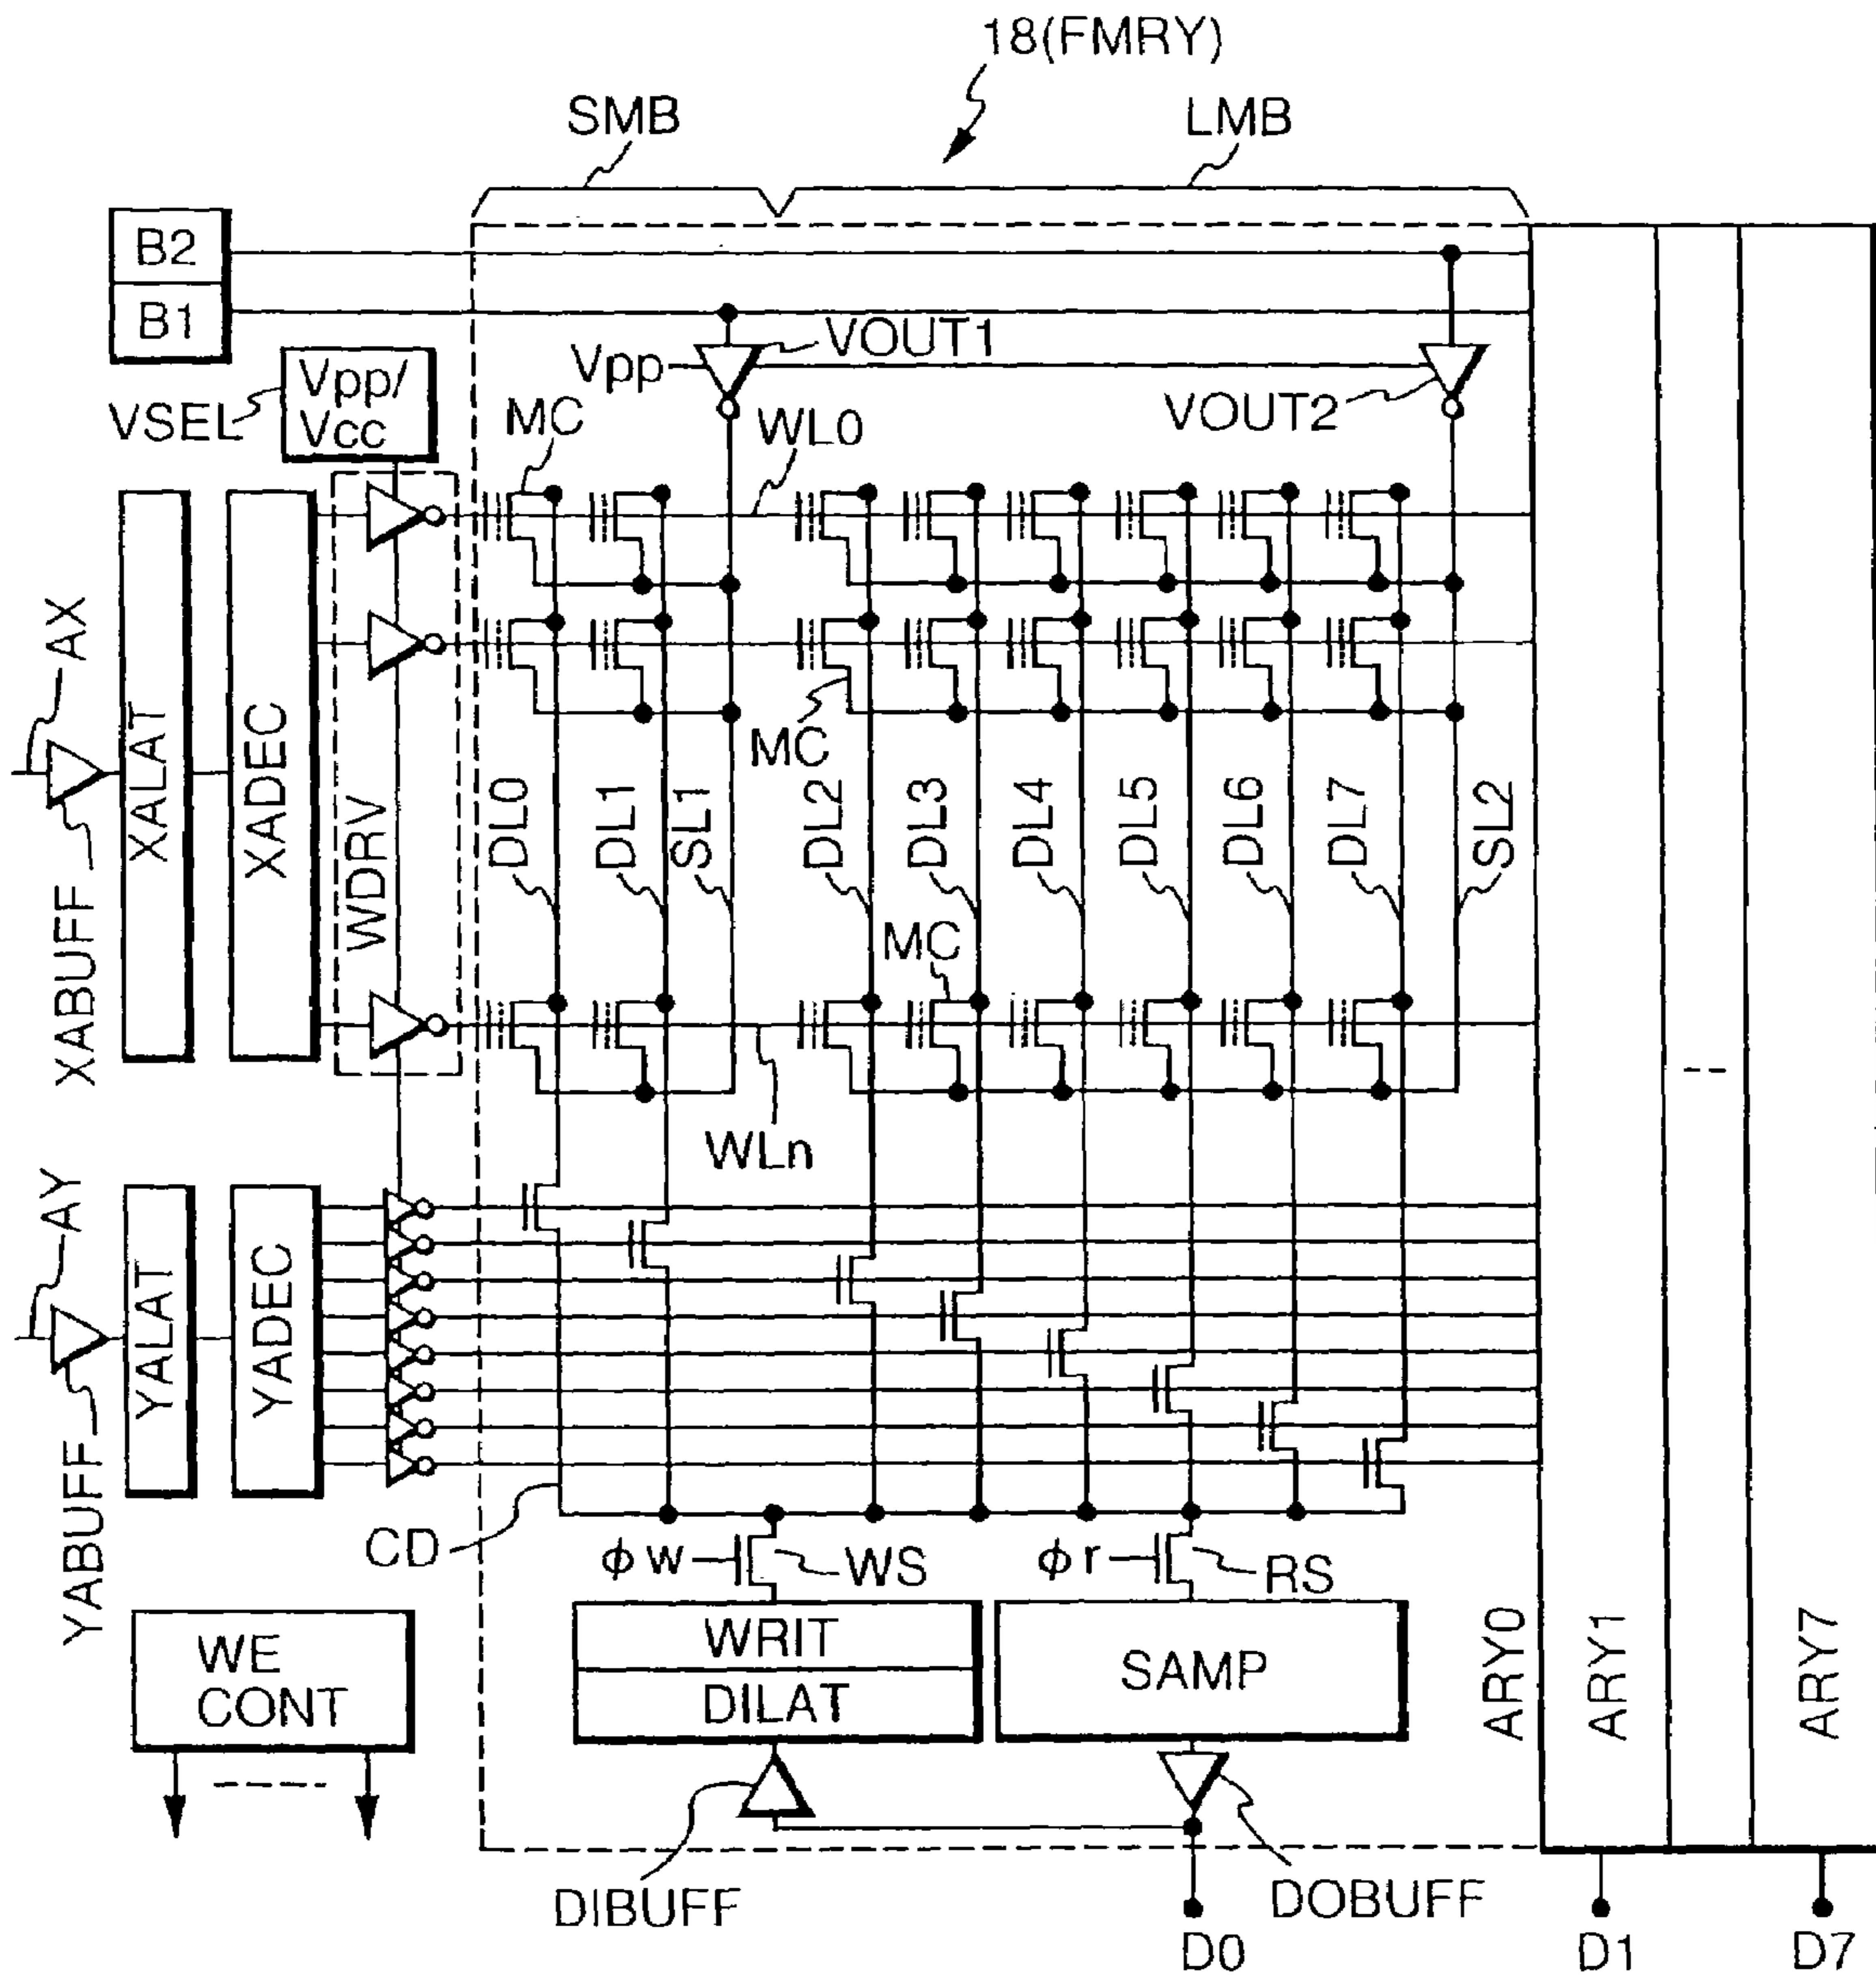 18(FMRY)
SMB
LMB
B2
B1
VOUT1
Vpp
VOUT2
VSEL
Vpp/
Vcc
MC
WL0
AX
XABUFF
XALAT
XADEC
WDRV
MC
DL0
DL1
SL1
DL2
DL3
DL4
DL5
DL6
DL7
SL2
MC
WLn
AY
YABUFF
YALAT
YADEC
CD
ϕw
WS
ϕr
RS
WE
CONT
WRIT
DILAT
SAMP
ARY0
ARY1
ARY7
DIBUFF
DOBUFF
D0
D1
D7